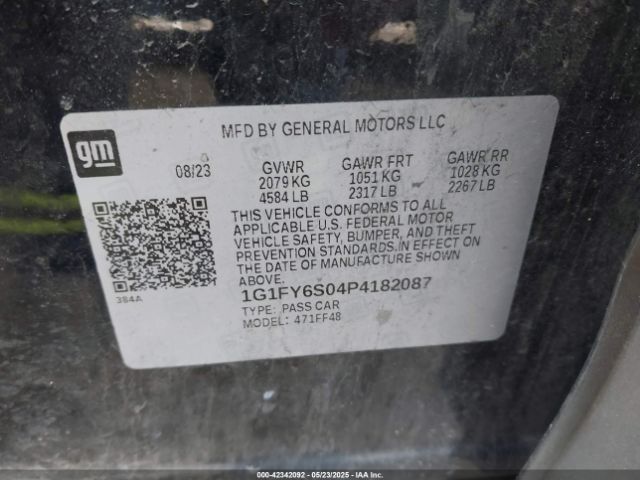 MFD BY GENERAL MOTORS LLC
gm
08/23
GVWR GAWR FRT GAWR RR
2079 KG 1051 KG 1028 KG
4584 LB 2317 LB 2267 LB
THIS VEHICLE CONFORMS TO ALL
APPLICABLE U.S. FEDERAL MOTOR
VEHICLE SAFETY, BUMPER, AND THEFT
PREVENTION STANDARDS.IN EFFECT ON
THE DATE OF MANUFACTURE SHOWN
ABOVE.
384A
1G1FY6S04P4182087
TYPE: PASS CAR
MODEL: 471FF48
000-42342092 - 05/23/2025 - IAAI.COM